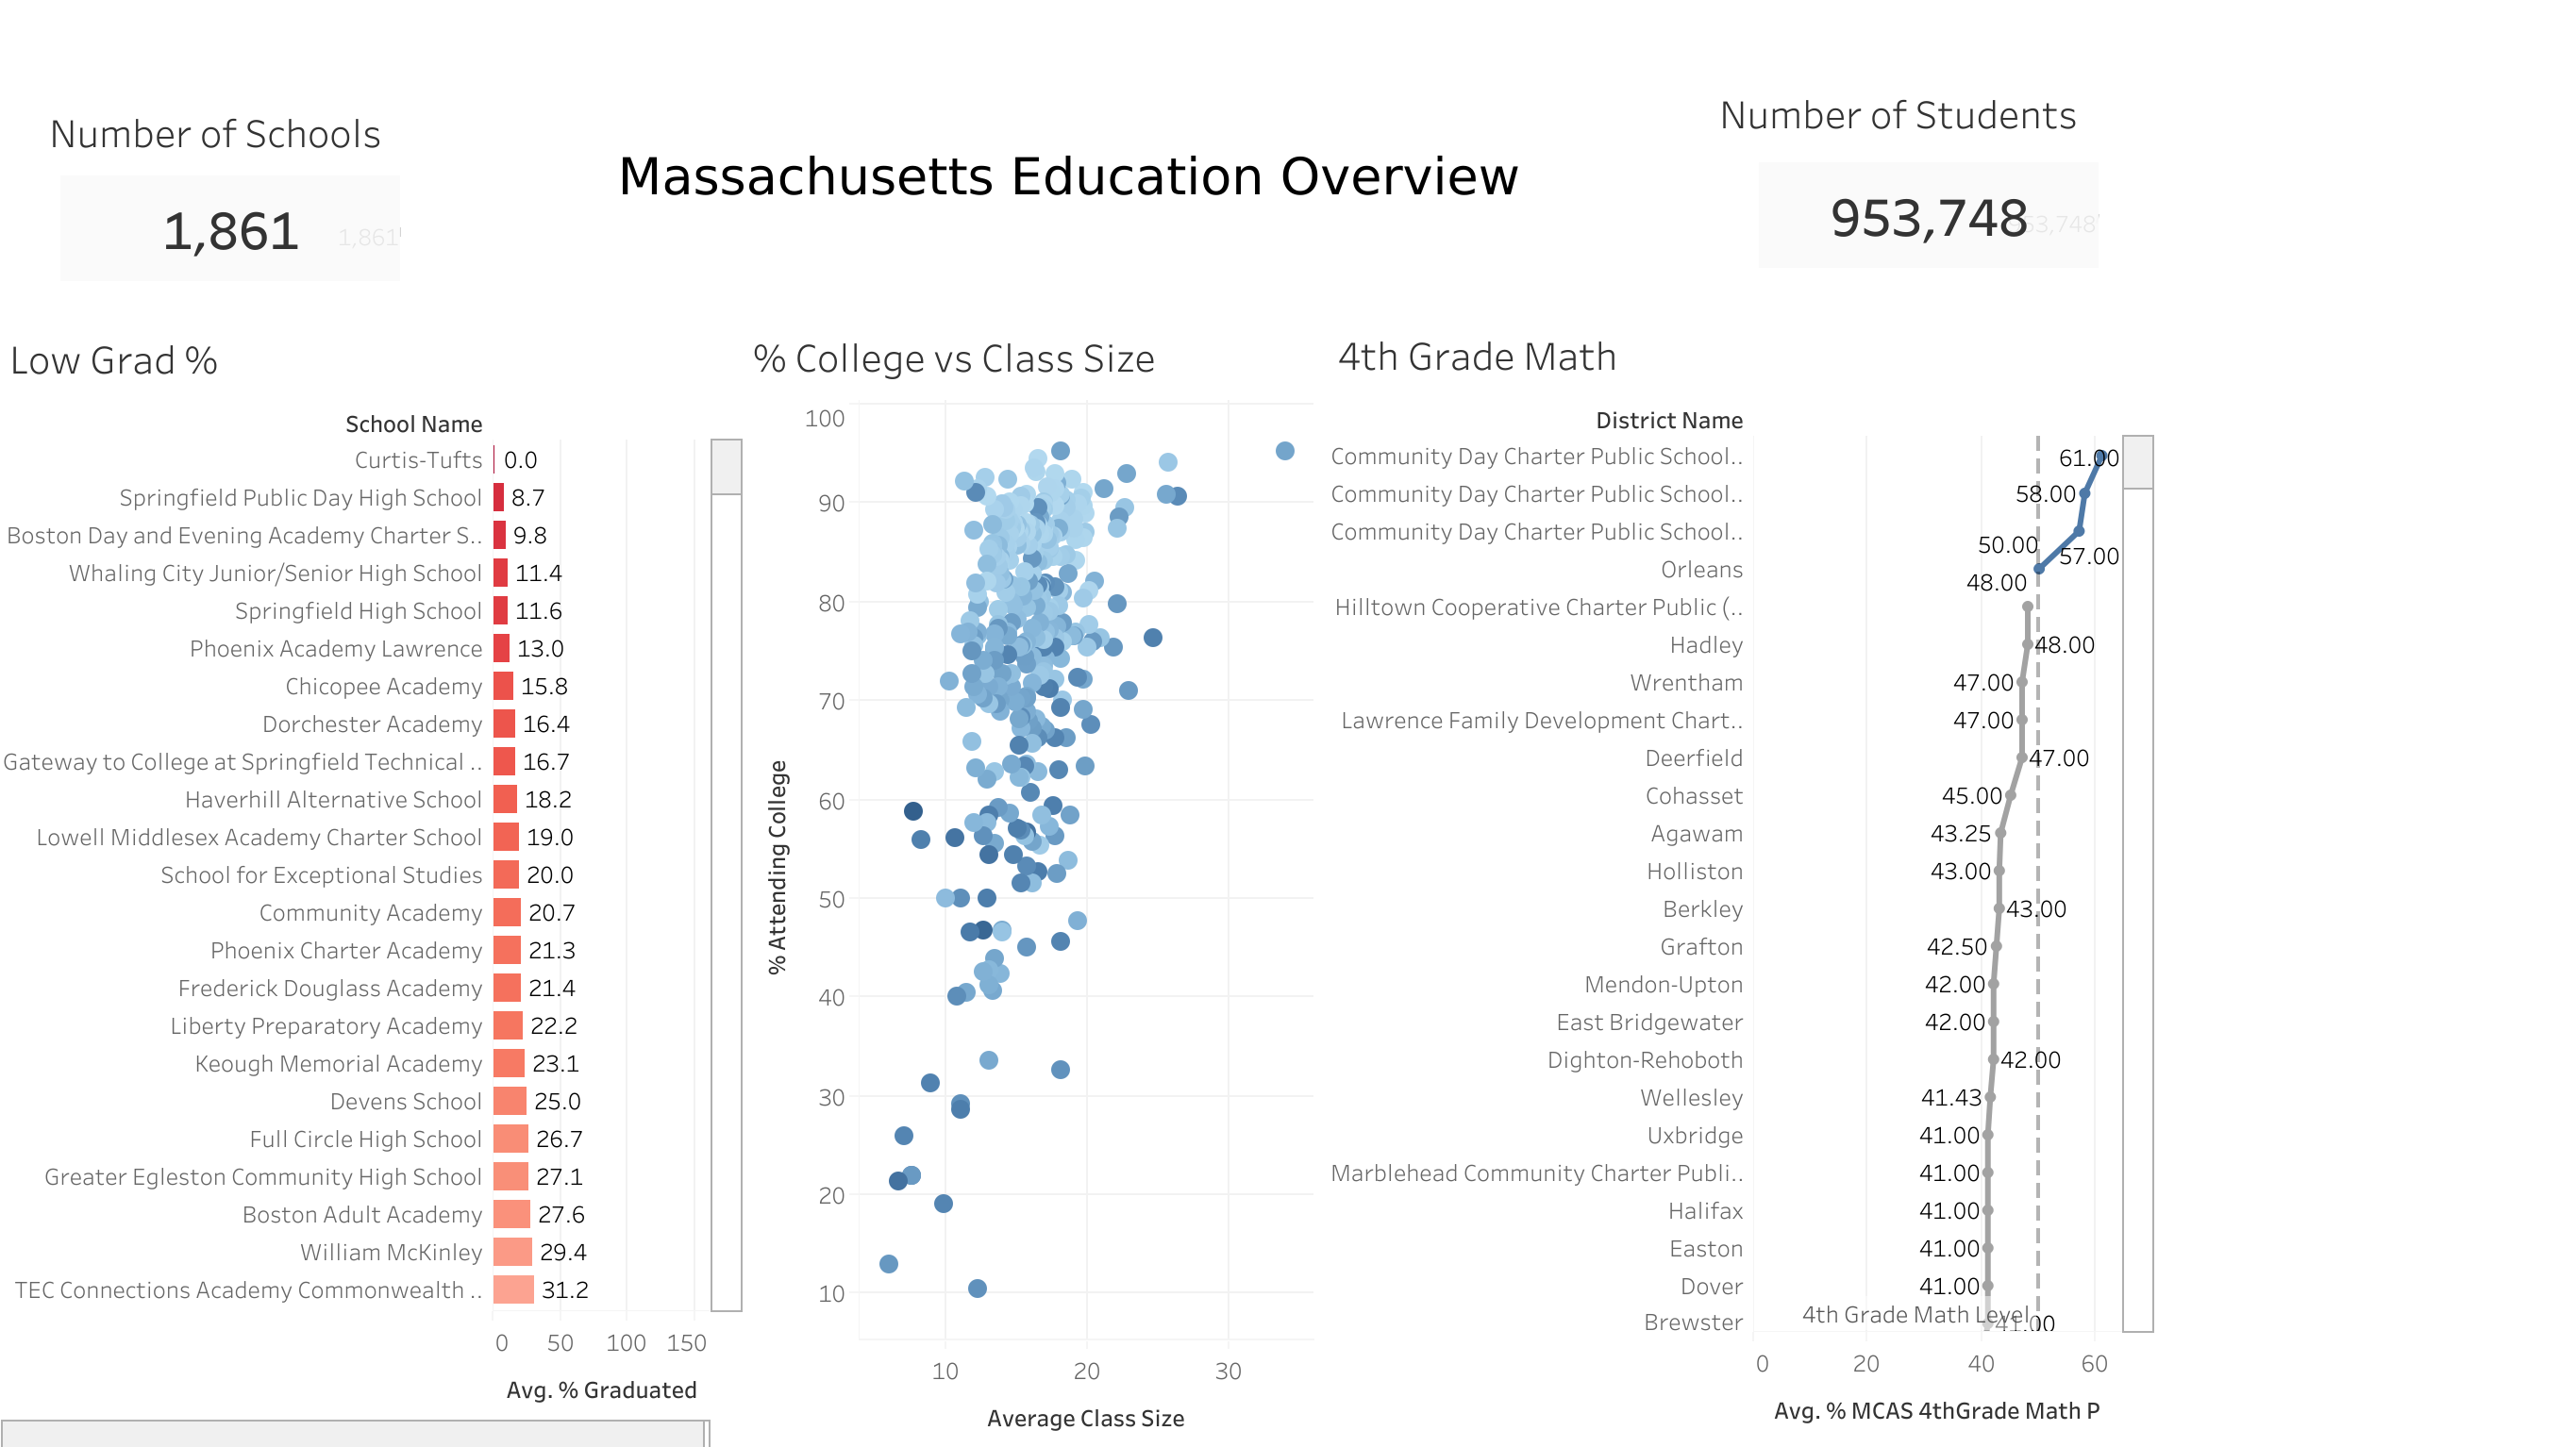 Number of Schools
1,861
1,861
Massachusetts Education Overview
Number of Students
953,748
53,748
Low Grad %
School Name
Curtis-Tufts 0.0
Springfield Public Day High School 8.7
Boston Day and Evening Academy Charter S.. 9.8
Whaling City Junior/Senior High School 11.4
Springfield High School 11.6
Phoenix Academy Lawrence 13.0
Chicopee Academy 15.8
Dorchester Academy 16.4
Gateway to College at Springfield Technical .. 16.7
Haverhill Alternative School 18.2
Lowell Middlesex Academy Charter School 19.0
School for Exceptional Studies 20.0
Community Academy 20.7
Phoenix Charter Academy 21.3
Frederick Douglass Academy 21.4
Liberty Preparatory Academy 22.2
Keough Memorial Academy 23.1
Devens School 25.0
Full Circle High School 26.7
Greater Egleston Community High School 27.1
Boston Adult Academy 27.6
William McKinley 29.4
TEC Connections Academy Commonwealth .. 31.2
0 50 100 150
Avg. % Graduated
% College vs Class Size
% Attending College
100
90
80
70
60
50
40
30
20
10
10 20 30
Average Class Size
4th Grade Math
District Name
Community Day Charter Public School.. 61.00
Community Day Charter Public School.. 58.00
Community Day Charter Public School.. 57.00
Orleans 50.00
Hilltown Cooperative Charter Public (.. 48.00
Hadley 48.00
Wrentham 47.00
Lawrence Family Development Chart.. 47.00
Deerfield 47.00
Cohasset 45.00
Agawam 43.25
Holliston 43.00
Berkley 43.00
Grafton 42.50
Mendon-Upton 42.00
East Bridgewater 42.00
Dighton-Rehoboth 42.00
Wellesley 41.43
Uxbridge 41.00
Marblehead Community Charter Publi.. 41.00
Halifax 41.00
Easton 41.00
Dover 41.00
Brewster 41.00
4th Grade Math Level
0 20 40 60
Avg. % MCAS 4thGrade Math P